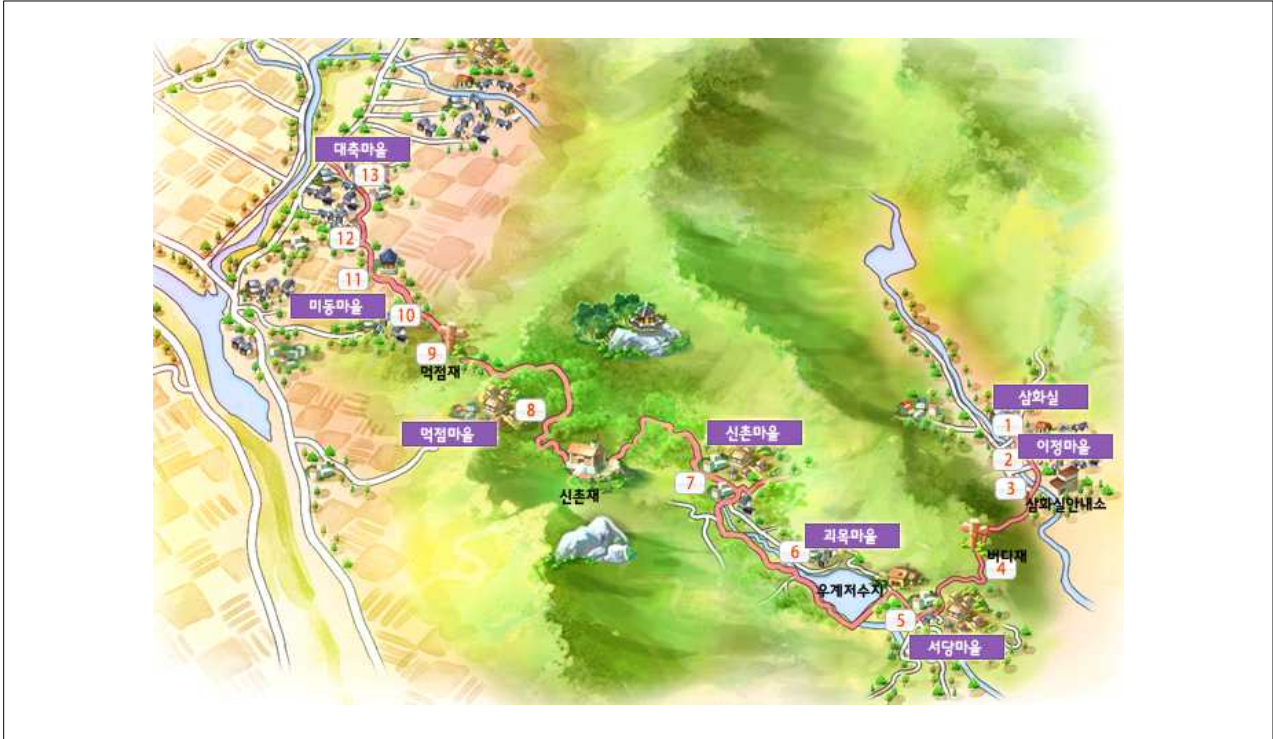 대축마을
13
12
11
미동마을
10
9
먹점재
8
먹점마을
신촌재
신촌마을
7
6
괴목마을
우계저수지
5
서당마을
삼화실
1
이정마을
2
3
삼화실안내소
버디재
4